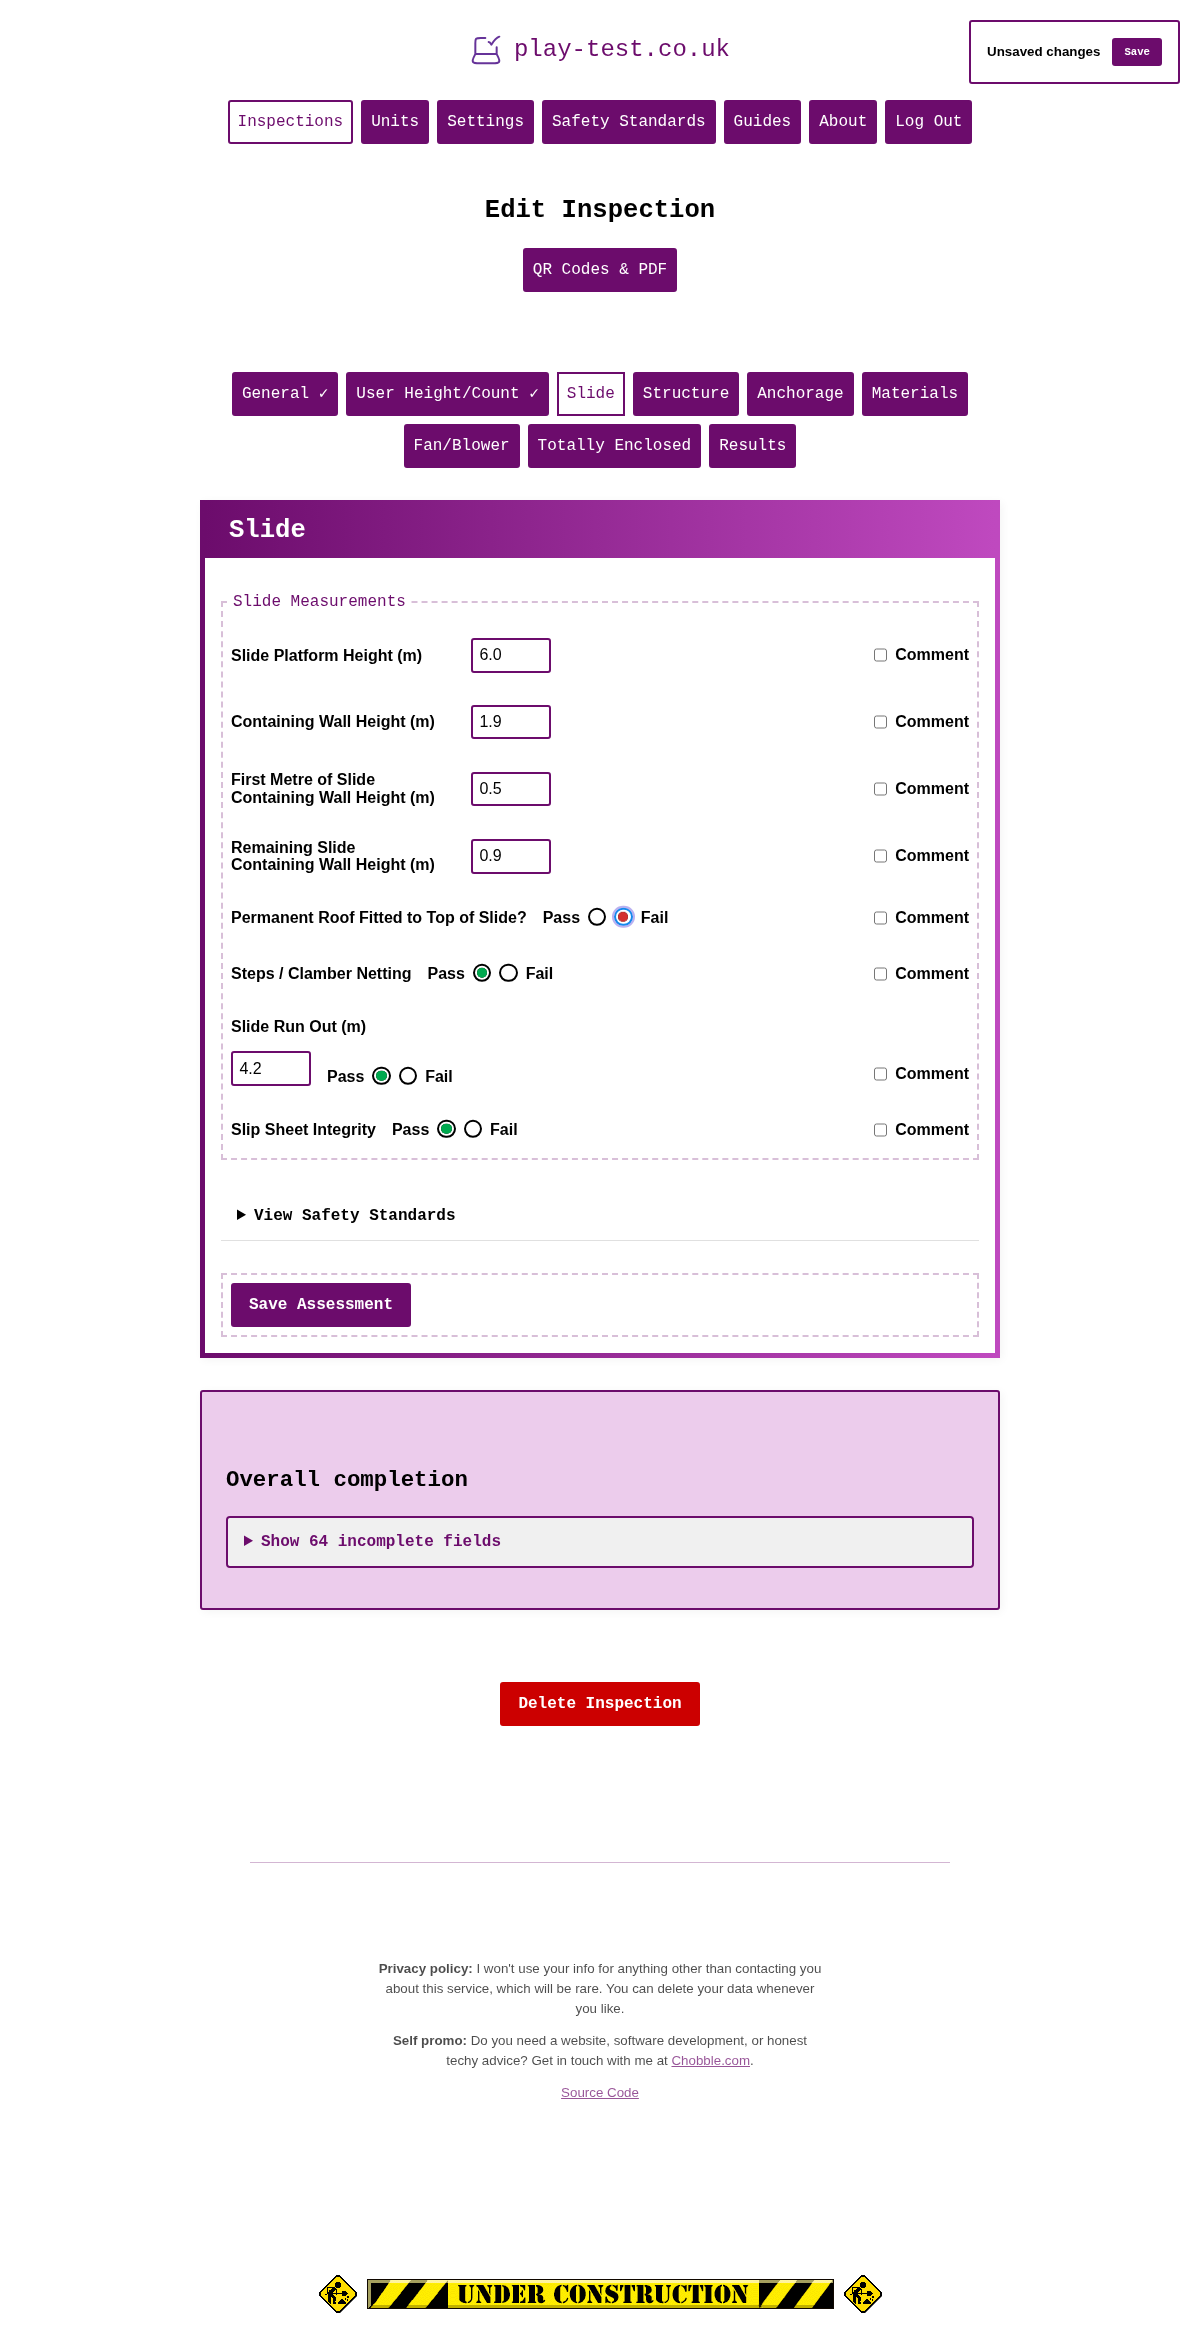 play-test.co.uk
Unsaved changes Save
Inspections Units Settings Safety Standards Guides About Log Out
Edit Inspection
QR Codes & PDF
General ✓ User Height/Count ✓ Slide Structure Anchorage Materials
Fan/Blower Totally Enclosed Results
Slide
Slide Measurements
Slide Platform Height (m) 6.0 Comment
Containing Wall Height (m) 1.9 Comment
First Metre of Slide
Containing Wall Height (m) 0.5 Comment
Remaining Slide
Containing Wall Height (m) 0.9 Comment
Permanent Roof Fitted to Top of Slide? Pass Fail Comment
Steps / Clamber Netting Pass Fail Comment
Slide Run Out (m)
4.2 Pass Fail Comment
Slip Sheet Integrity Pass Fail Comment
View Safety Standards
Save Assessment
Overall completion
Show 64 incomplete fields
Delete Inspection
Privacy policy: I won't use your info for anything other than contacting you
about this service, which will be rare. You can delete your data whenever
you like.
Self promo: Do you need a website, software development, or honest
techy advice? Get in touch with me at Chobble.com.
Source Code
UNDER CONSTRUCTION